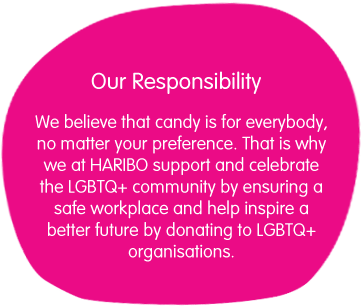 Our Responsibility
We believe that candy is for everybody,
no matter your preference. That is why
we at HARIBO support and celebrate
the LGBTQ+ community by ensuring a
safe workplace and help inspire a
better future by donating to LGBTQ+
organisations.